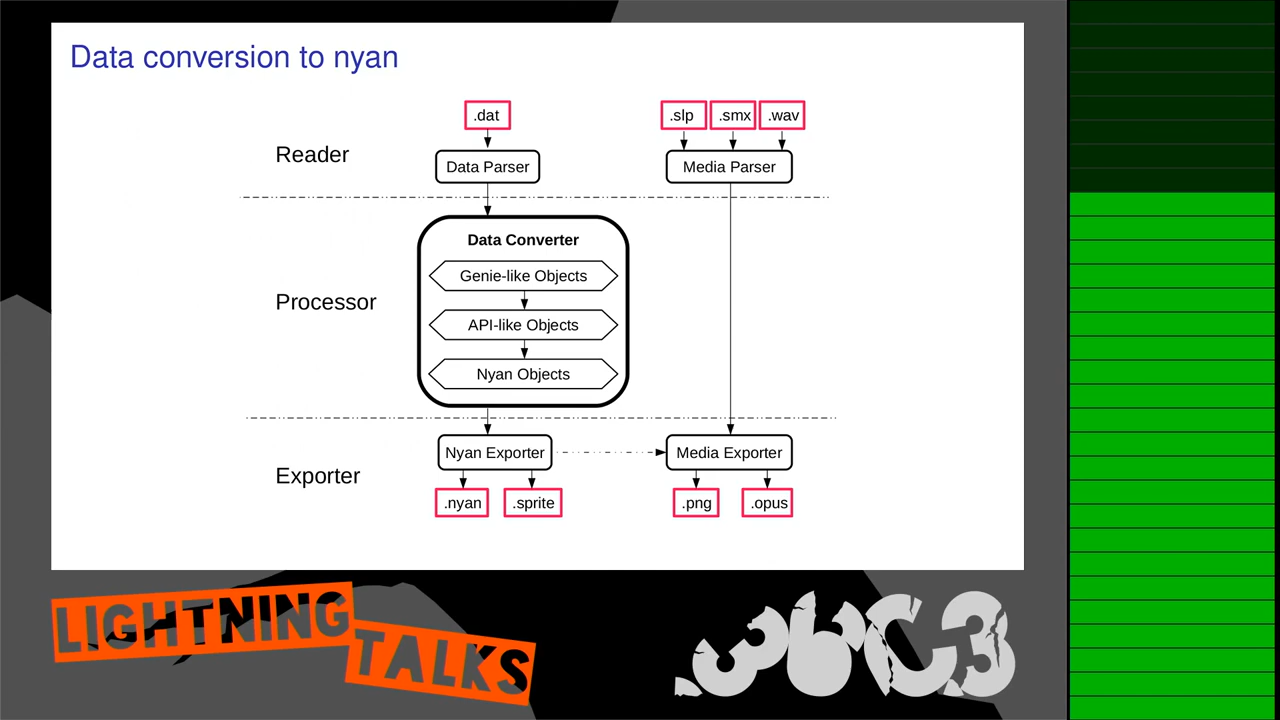 Data conversion to nyan
.dat
.slp .smx .wav
Reader
Data Parser
Media Parser
Data Converter
Genie-like Objects
Processor
API-like Objects
Nyan Objects
Nyan Exporter
Media Exporter
Exporter
.nyan .sprite
.png .opus
LIGHTNING
TALKS
36C3